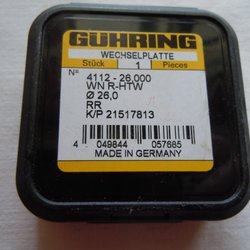 GÜHRING
WECHSELPLATTE
Stück 1 Pieces
N° 4112 - 26.000
WN R-HTW
Ø 26,0
RR
K/P 21517813
4 049844 057685
MADE IN GERMANY